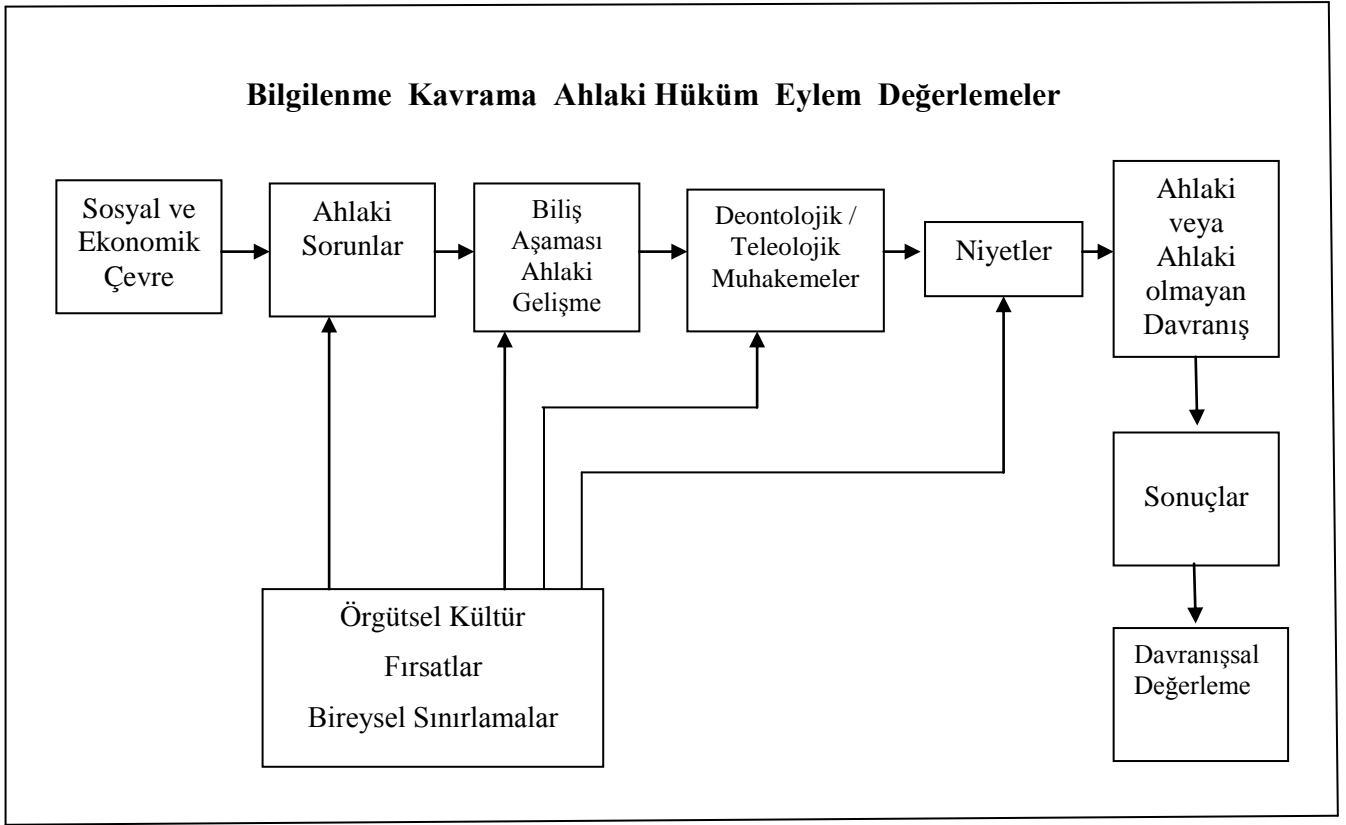 Bilgilenme Kavrama Ahlaki Hüküm Eylem Değerlemeler
Sosyal ve
Ekonomik
Çevre
Ahlaki
Sorunlar
Biliş
Aşaması
Ahlaki
Gelişme
Deontolojik /
Teleolojik
Muhakemeler
Niyetler
Ahlaki
veya
Ahlaki
olmayan
Davranış
Sonuçlar
Davranışsal
Değerleme
Örgütsel Kültür
Fırsatlar
Bireysel Sınırlamalar